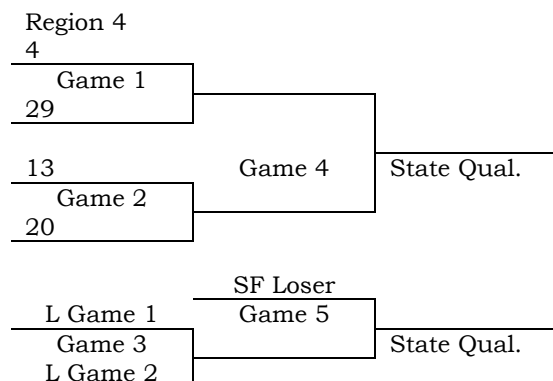 Region 4
4
Game 1
29
13
Game 4
State Qual.
Game 2
20
SF Loser
L Game 1
Game 5
Game 3
State Qual.
L Game 2